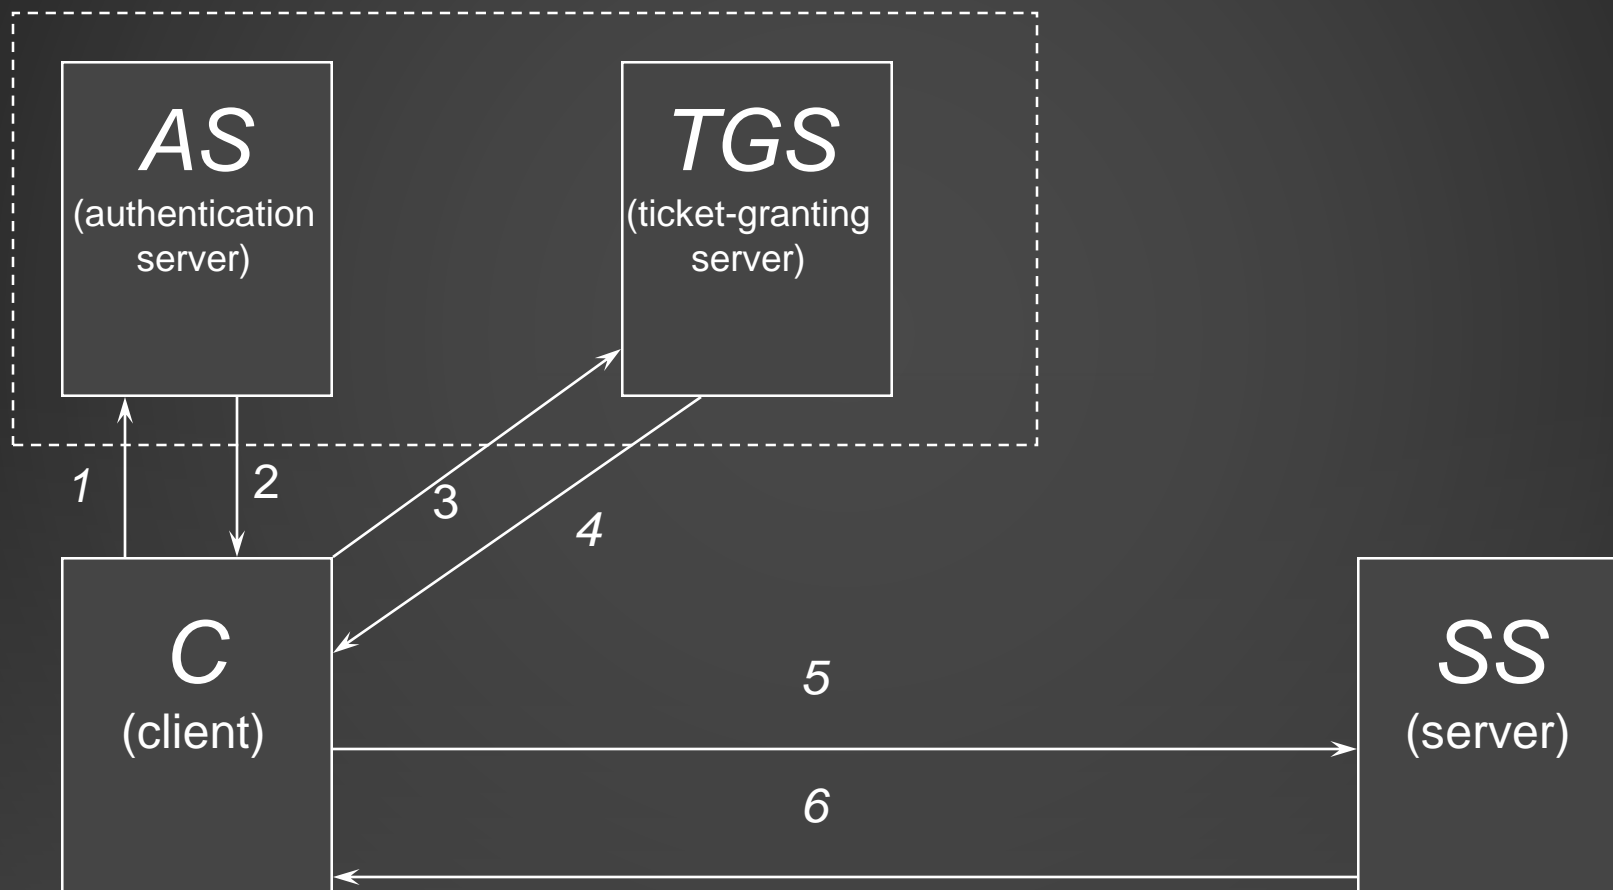 AS
(authentication
server)
TGS
(ticket-granting
server)
1
2
3
4
C
(client)
5
6
SS
(server)